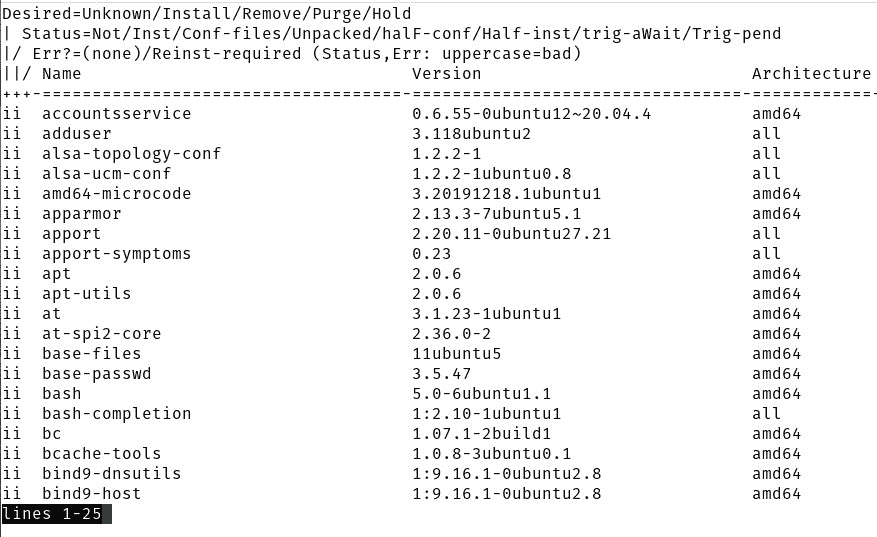 Desired=Unknown/Install/Remove/Purge/Hold
| Status=Not/Inst/Conf-files/Unpacked/halF-conf/Half-inst/trig-aWait/Trig-pend
|/ Err?=(none)/Reinst-required (Status,Err: uppercase=bad)
||/ Name                                 Version                           Architecture
+++-====================================-=================================-============-
ii  accountsservice                      0.6.55-0ubuntu12~20.04.4          amd64
ii  adduser                              3.118ubuntu2                      all
ii  alsa-topology-conf                   1.2.2-1                           all
ii  alsa-ucm-conf                        1.2.2-1ubuntu0.8                  all
ii  amd64-microcode                      3.20191218.1ubuntu1               amd64
ii  apparmor                             2.13.3-7ubuntu5.1                 amd64
ii  apport                               2.20.11-0ubuntu27.21              all
ii  apport-symptoms                      0.23                              all
ii  apt                                  2.0.6                             amd64
ii  apt-utils                            2.0.6                             amd64
ii  at                                   3.1.23-1ubuntu1                   amd64
ii  at-spi2-core                         2.36.0-2                          amd64
ii  base-files                           11ubuntu5                         amd64
ii  base-passwd                          3.5.47                            amd64
ii  bash                                 5.0-6ubuntu1.1                    amd64
ii  bash-completion                      1:2.10-1ubuntu1                   all
ii  bc                                   1.07.1-2build1                    amd64
ii  bcache-tools                         1.0.8-3ubuntu0.1                  amd64
ii  bind9-dnsutils                       1:9.16.1-0ubuntu2.8               amd64
ii  bind9-host                           1:9.16.1-0ubuntu2.8               amd64
lines 1-25